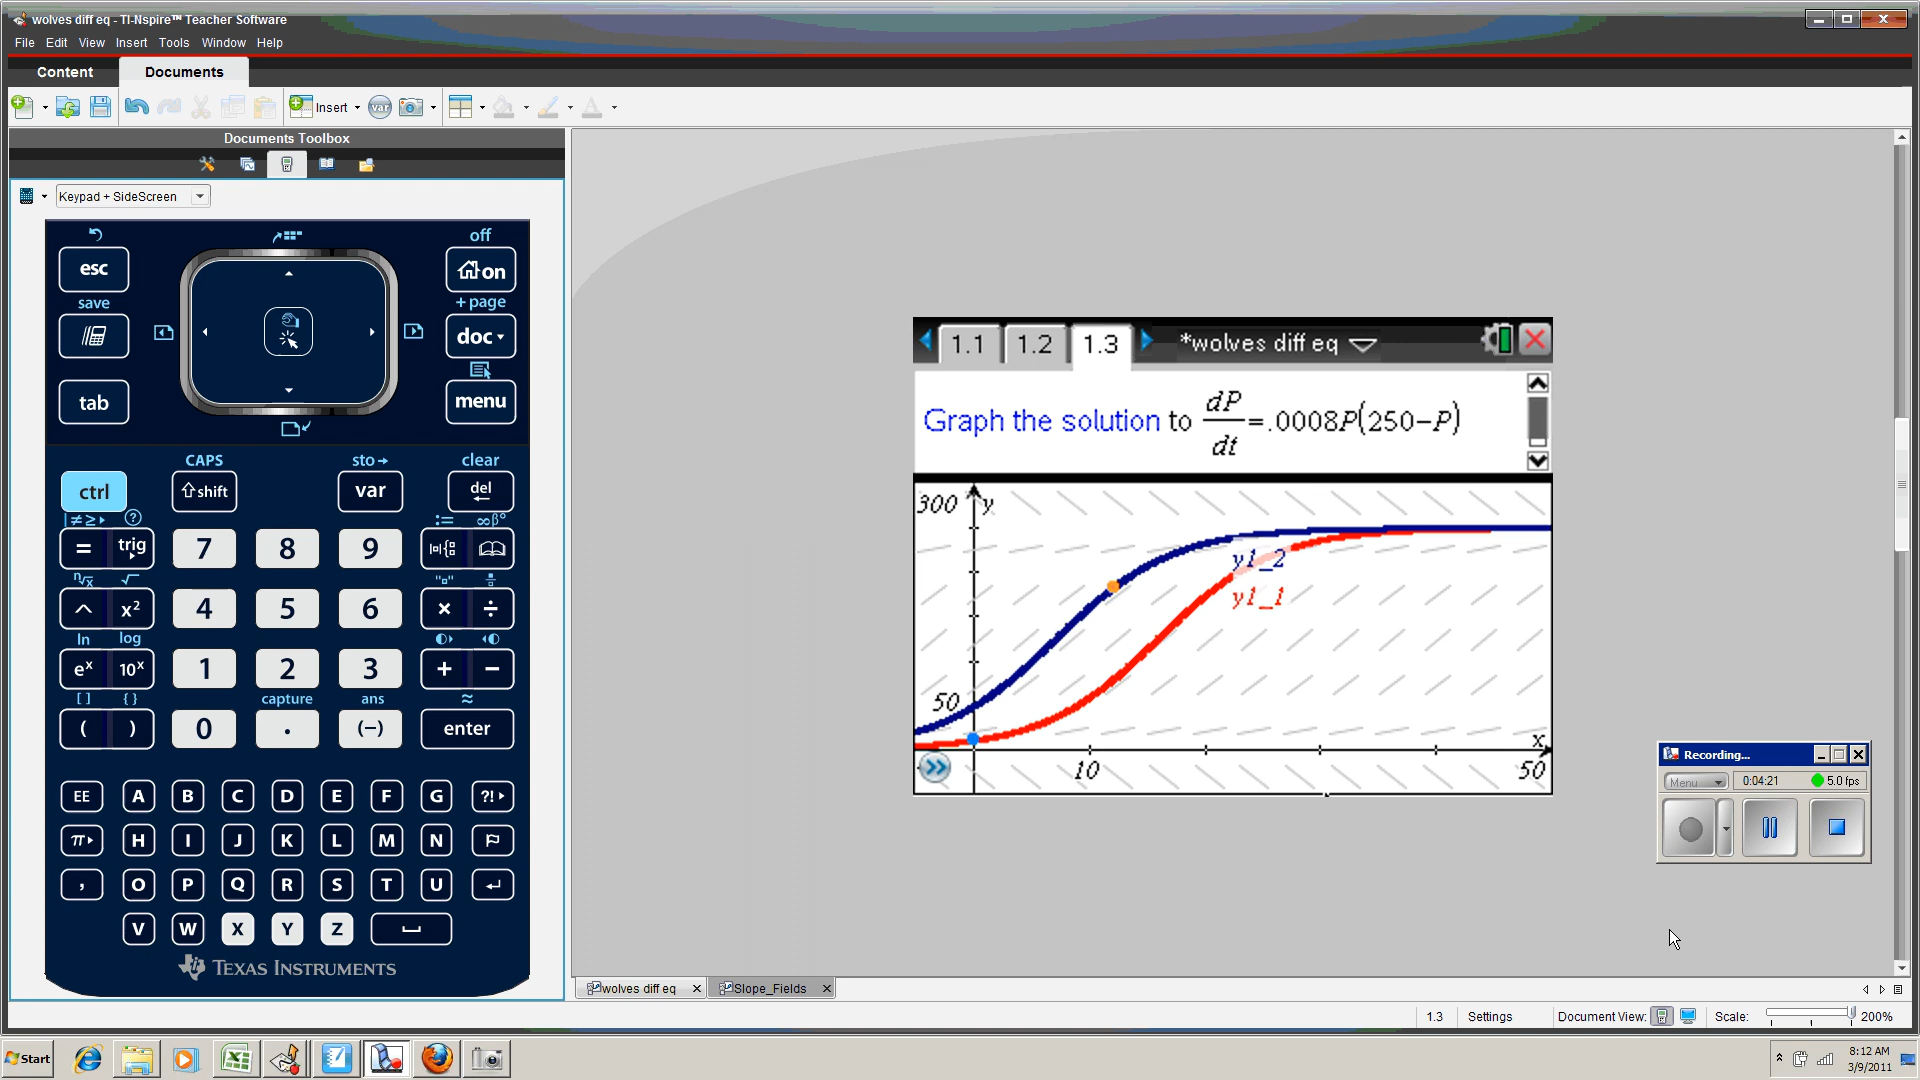 wolves diff eq - TI-Nspire™ Teacher Software
File Edit View Insert Tools Window Help
Content Documents
Insert var
Documents Toolbox
Keypad + SideScreen
off
esc
on
save
+ page
doc
tab
menu
CAPS sto→ clear
ctrl ⇧shift var del
|≠≥▸ ? := ∞β°
= trig 7 8 9
ⁿ√x √ "▫"
^ x² 4 5 6 × ÷
ln log
eˣ 10ˣ 1 2 3 + −
[ ] { } capture ans ≈
( ) 0 . (−) enter
EE A B C D E F G ?!▸
π▸ H I J K L M N
, O P Q R S T U
V W X Y Z
TEXAS INSTRUMENTS
1.1 1.2 1.3 *wolves diff eq
Graph the solution to dP/dt=.0008P(250−P)
300 y
y1_2
y1_1
50
x
10 50
Recording...
Menu 0:04:21 5.0 fps
wolves diff eq Slope_Fields
1.3 Settings Document View: Scale: 200%
Start
8:12 AM
3/9/2011